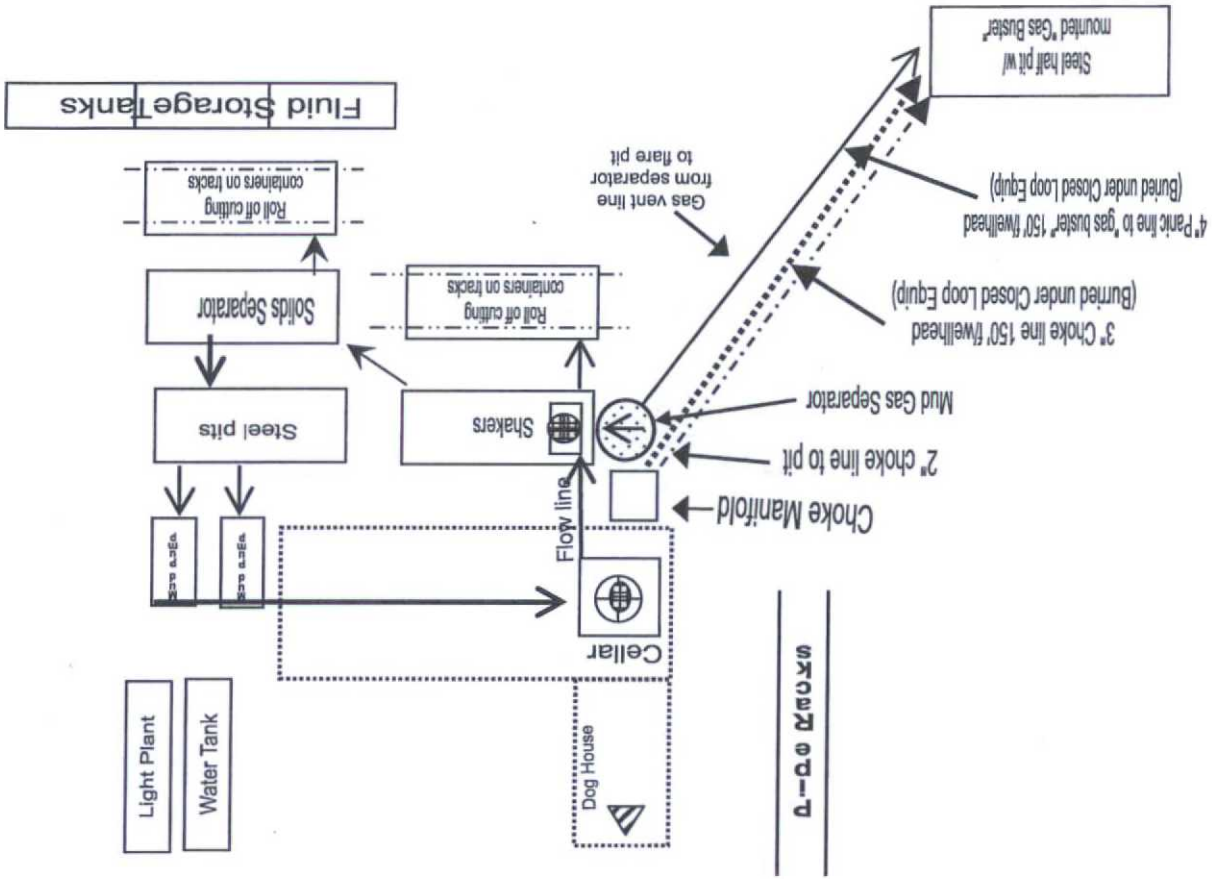 Pipe Racks
Dog House
Water Tank
Light Plant
Cellar
Flow line
Choke Manifold
2" choke line to pit
Mud Gas Separator
Shakers
Steel pits
3" Choke line 150' f/wellhead
(Burried under Closed Loop Equip)
Roll off cutting
containers on tracks
Solids Separator
4" Panic line to "gas buster" 150' f/wellhead
(Buried under Closed Loop Equip)
Gas vent line
from separator
to flare pit
Roll off cutting
containers on tracks
Fluid StorageTanks
Steel half pit w/
mounted "Gas Buster"